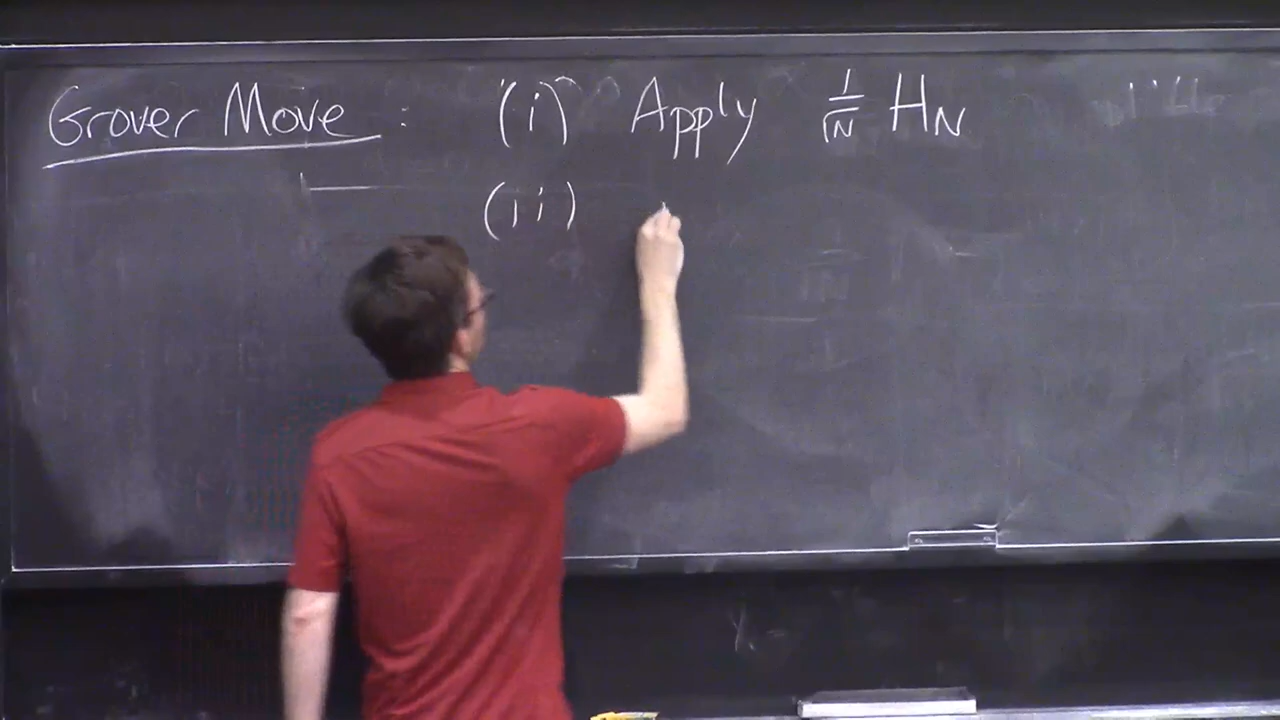 Grover Move : (i) Apply 1/√N H_N
(ii)